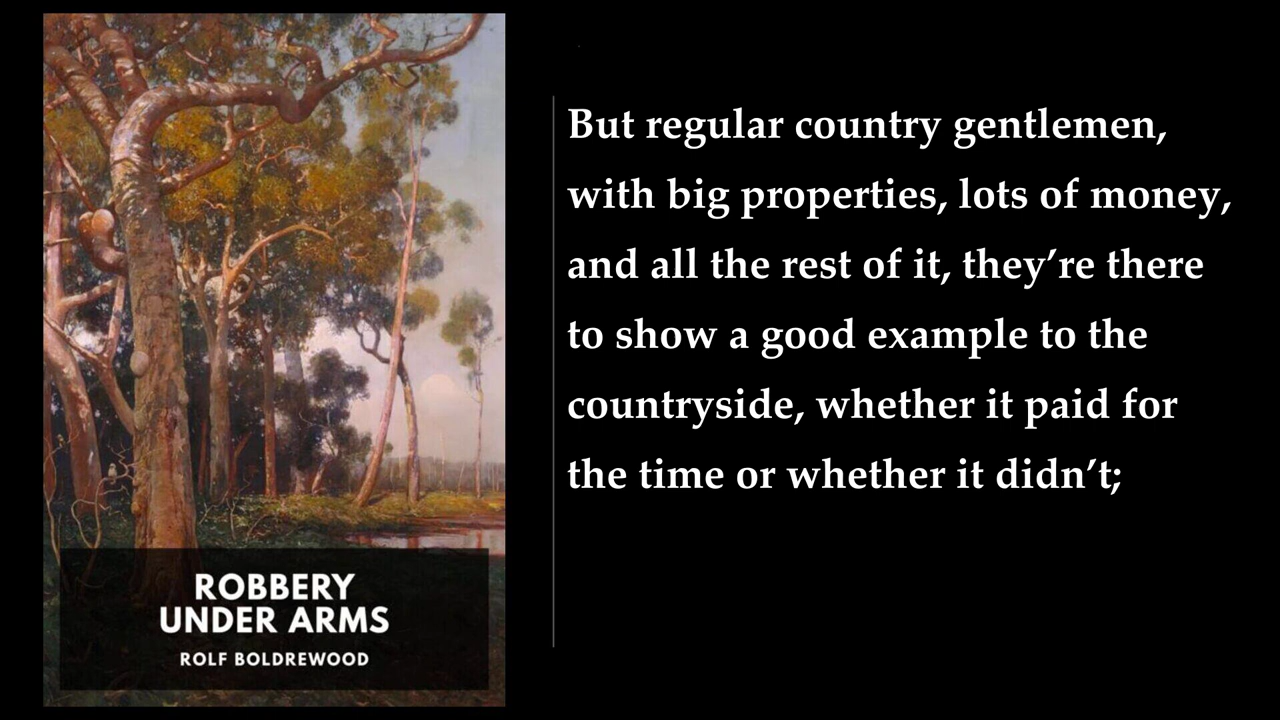 But regular country gentlemen,
with big properties, lots of money,
and all the rest of it, they’re there
to show a good example to the
countryside, whether it paid for
the time or whether it didn’t;
ROBBERY
UNDER ARMS
ROLF BOLDREWOOD